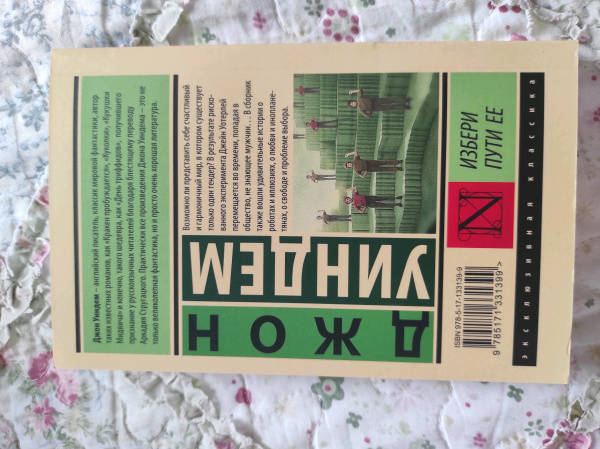 Джон Уиндем – английский писатель, классик мировой фантастики, автор
таких известных романов, как «Кракен пробуждается», «Куколки», «Кукушки
Мидвича» и конечно, такого шедевра, как «День триффидов», получившего
признание у русскоязычных читателей благодаря блестящему переводу
Аркадия Стругацкого. Практически все произведения Джона Уиндема – это не
только великолепная фантастика, но и просто очень хорошая литература.
Возможно ли представить себе счастливый
и гармоничный мир, в котором существует
только один гендер? В результате риско-
ванного эксперимента Джейн Уотерлей
перемещается во времени, попадая в
общество, не знающее мужчин... В сборник
также вошли удивительные истории о
роботах и иллюзиях, о любви и инопланe-
тянах, о свободе и проблеме выбора.
ДЖОН
УИНДЕМ
ИЗБЕРИ
ПУТИ ЕЕ
ISBN 978-5-17-133139-9
9 785171 331399 >
эксклюзивная классика